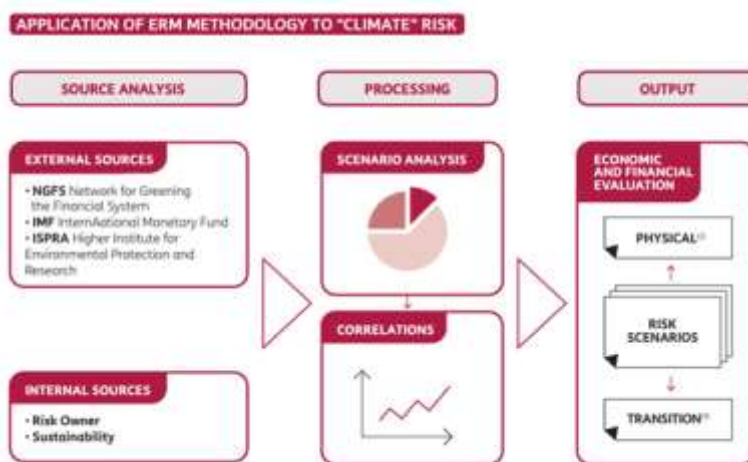 APPLICATION OF ERM METHODOLOGY TO "CLIMATE" RISK
SOURCE ANALYSIS
EXTERNAL SOURCES
• NGFS Network for Greening
the Financial System
• IMF InternAational Monetary Fund
• ISPRA Higher Institute for
Environmental Protection and
Research
INTERNAL SOURCES
• Risk Owner
• Sustainability
PROCESSING
SCENARIO ANALYSIS
CORRELATIONS
OUTPUT
ECONOMIC
AND FINANCIAL
EVALUATION
PHYSICAL
RISK
SCENARIOS
TRANSITION